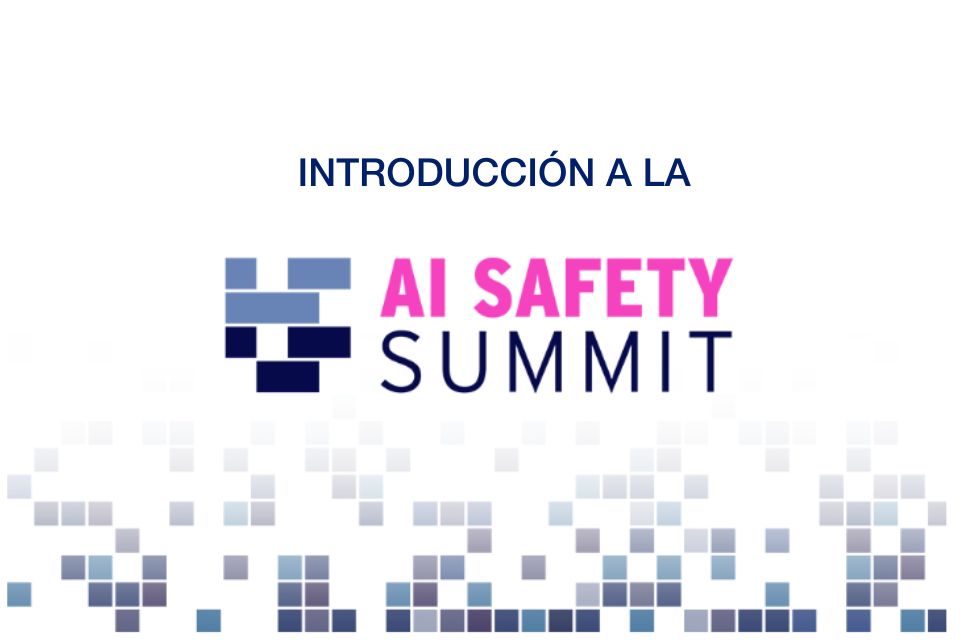 INTRODUCCIÓN A LA
AI SAFETY
SUMMIT